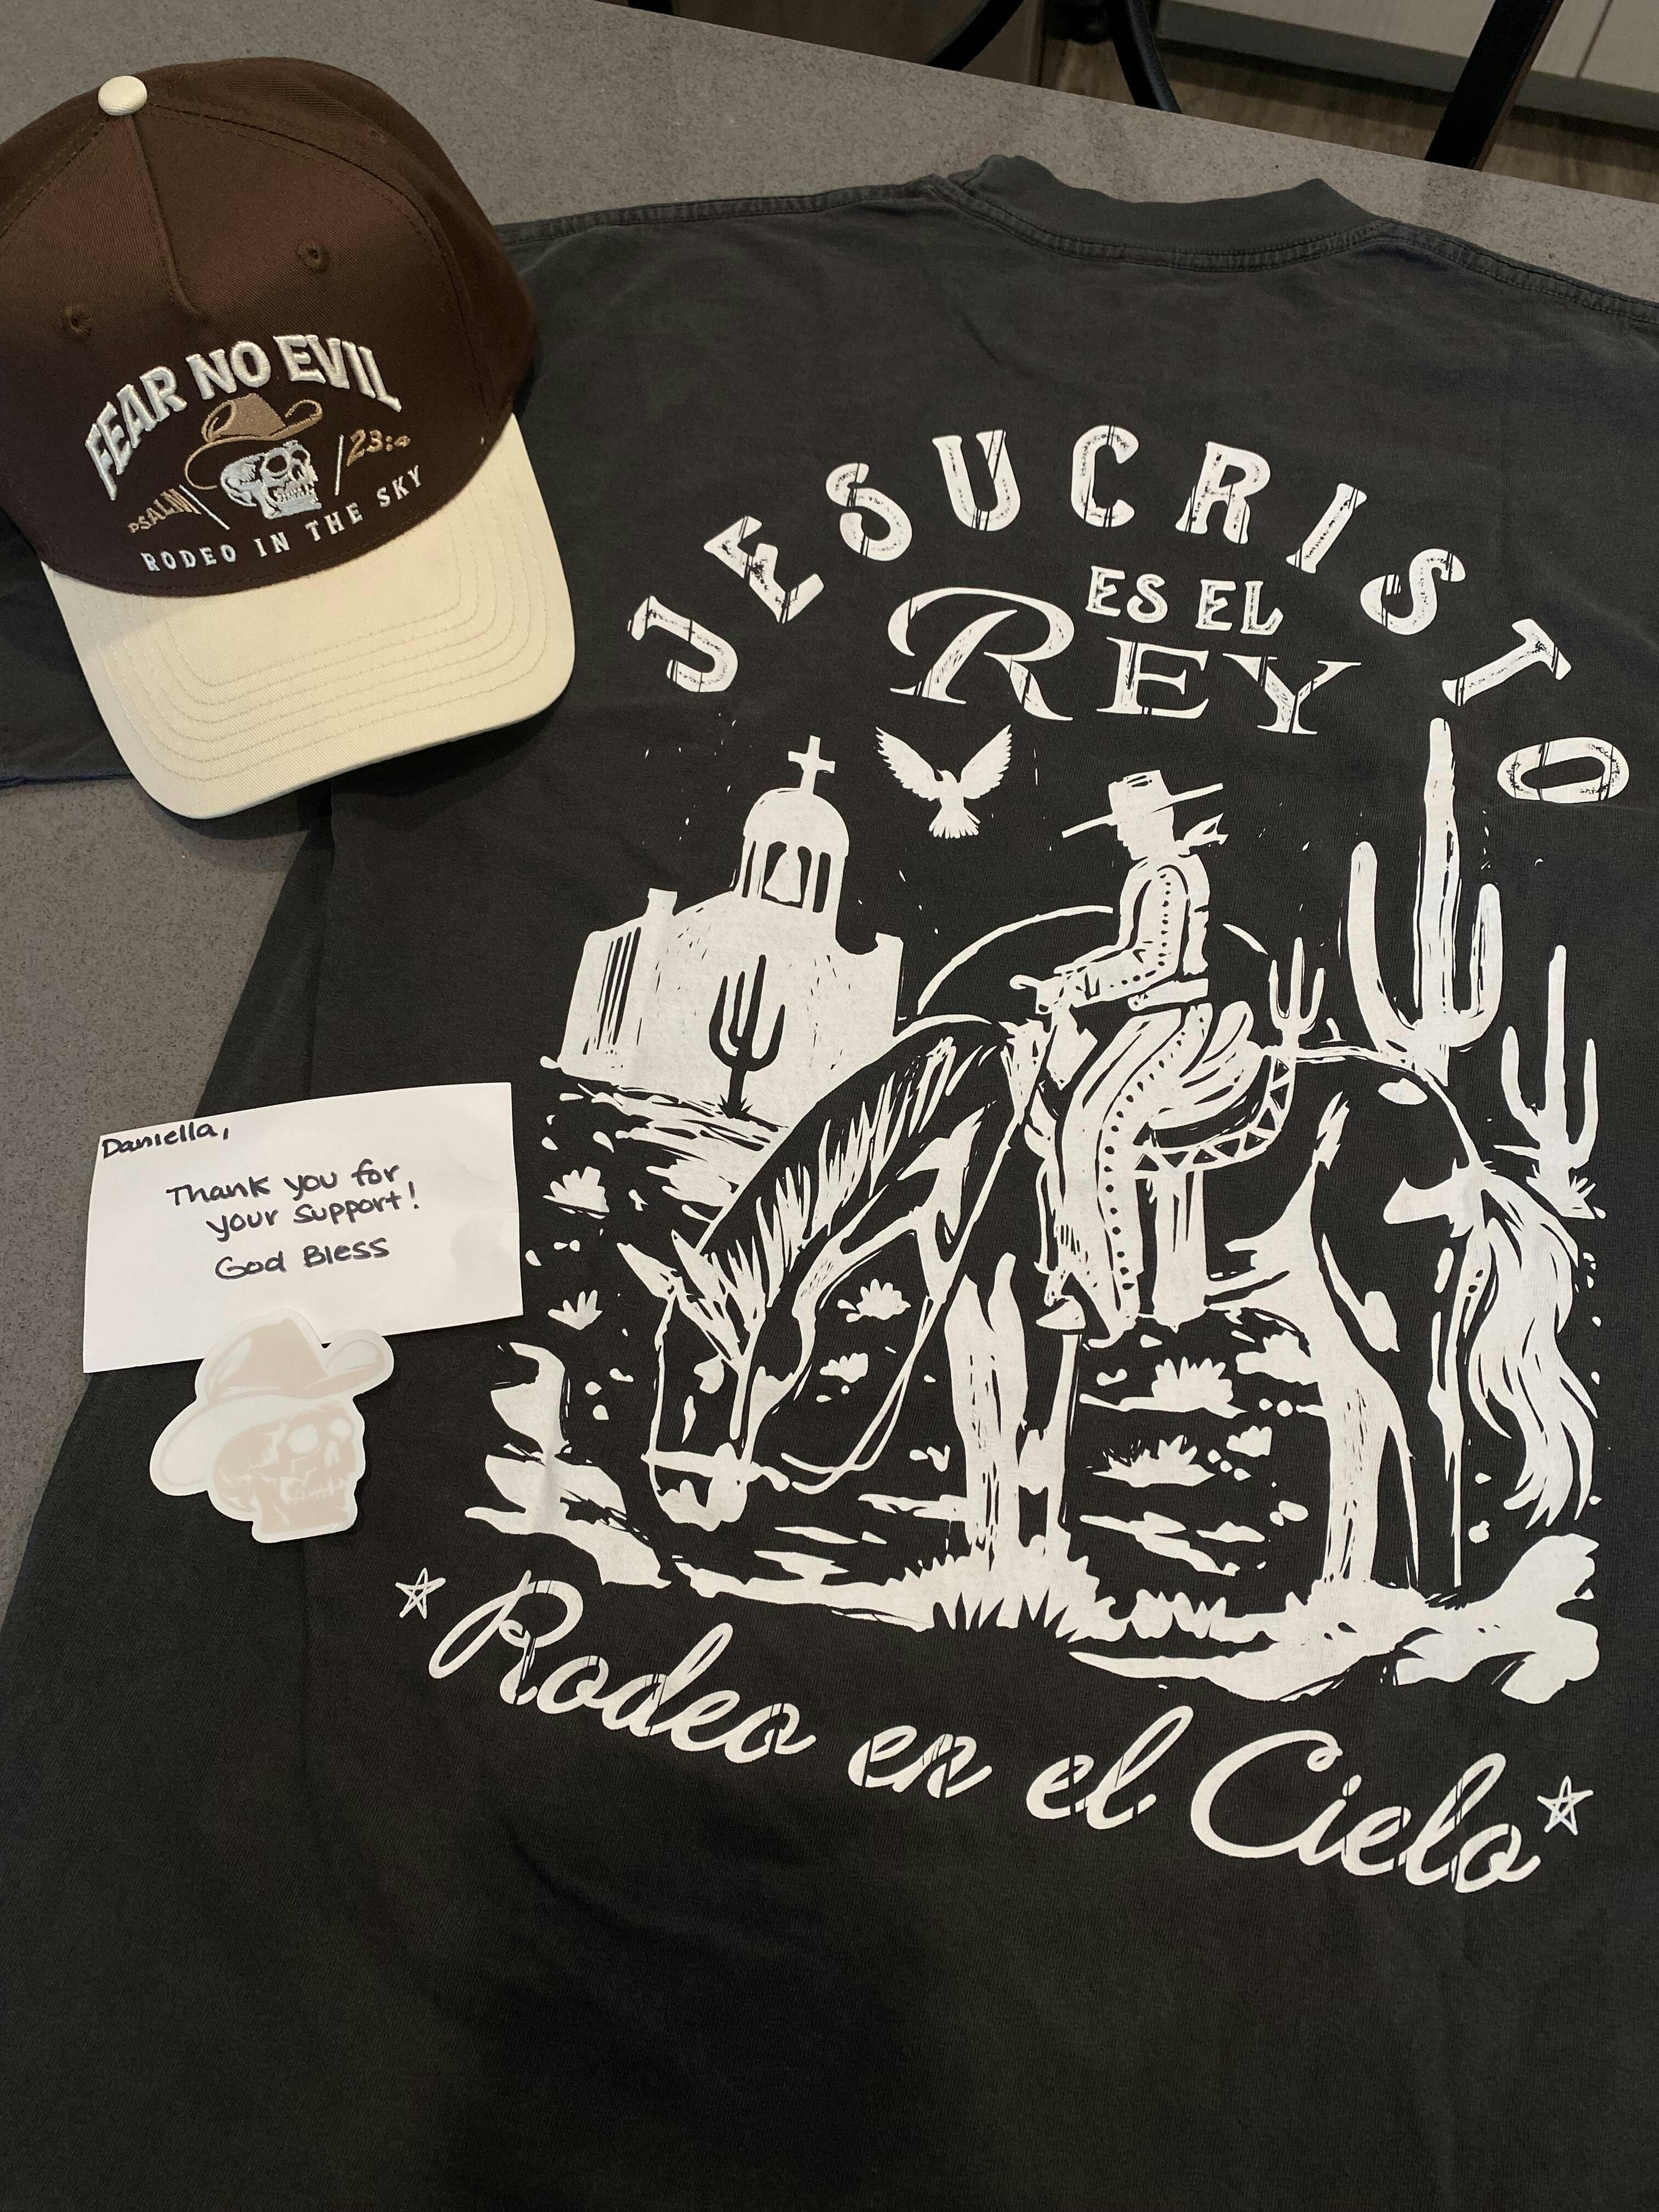 FEAR NO EVIL
PSALM
23:4
RODEO IN THE SKY
JESUCRISTO
ES EL
REY
Rodeo en el Cielo
Daniella,
Thank you for
your support!
God Bless